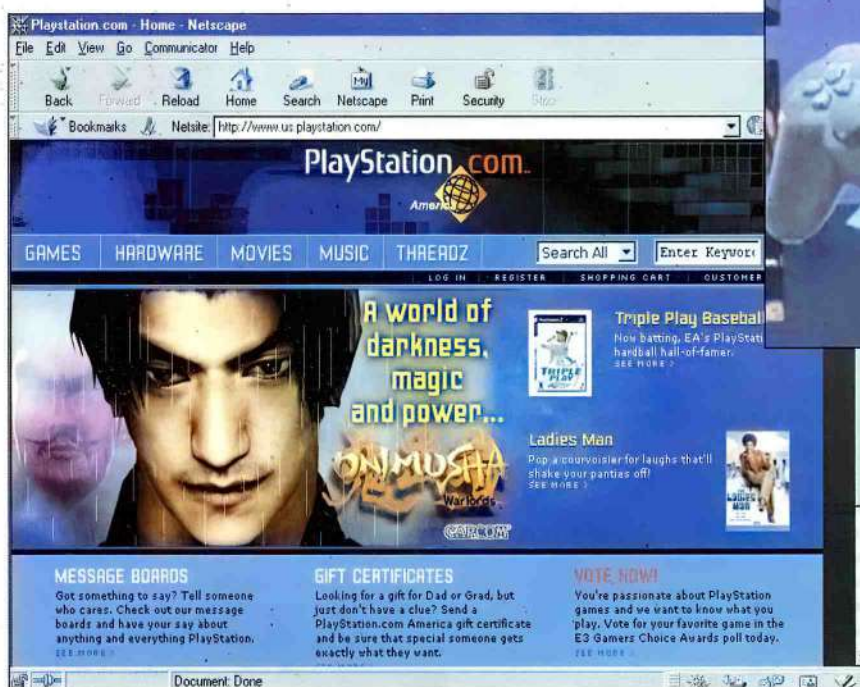 Playstation.com - Home - Netscape
File Edit View Go Communicator Help
My
Back Forward Reload Home Search Netscape Print Security Stop
Bookmarks Netsite: http://www.us.playstation.com/
PlayStation.com
America
GAMES HARDWARE MOVIES MUSIC THREADZ Search All Enter Keywor
LOG IN REGISTER SHOPPING CART CUSTOMER
A world of
darkness,
magic
and power...
ONIMUSHA
Warlords
CAPCOM
Triple Play Basebal
Now batting, EA's PlayStati
hardball hall-of-famer.
SEE MORE
TRIPLE
PLAY
Ladies Man
Pop a courvoisier for laughs that'll
shake your panties off!
SEE MORE
LADIES
MAN
MESSAGE BOARDS
Got something to say? Tell someone
who cares. Check out our message
boards and have your say about
anything and everything PlayStation.
SEE MORE
GIFT CERTIFICATES
Looking for a gift for Dad or Grad, but
just don't have a clue? Send a
PlayStation.com America gift certificate
and be sure that special someone gets
exactly what they want.
VOTE NOW!
You're passionate about PlayStation
games and we want to know what you
play. Vote for your favorite game in the
E3 Gamers Choice Awards poll today.
SEE MORE
Document: Done